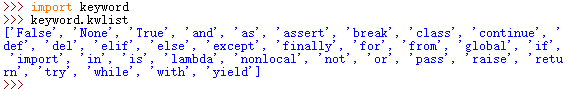 >>> import keyword
>>> keyword.kwlist
['False', 'None', 'True', 'and', 'as', 'assert', 'break', 'class', 'continue', '
def', 'del', 'elif', 'else', 'except', 'finally', 'for', 'from', 'global', 'if',
 'import', 'in', 'is', 'lambda', 'nonlocal', 'not', 'or', 'pass', 'raise', 'retu
rn', 'try', 'while', 'with', 'yield']
>>>